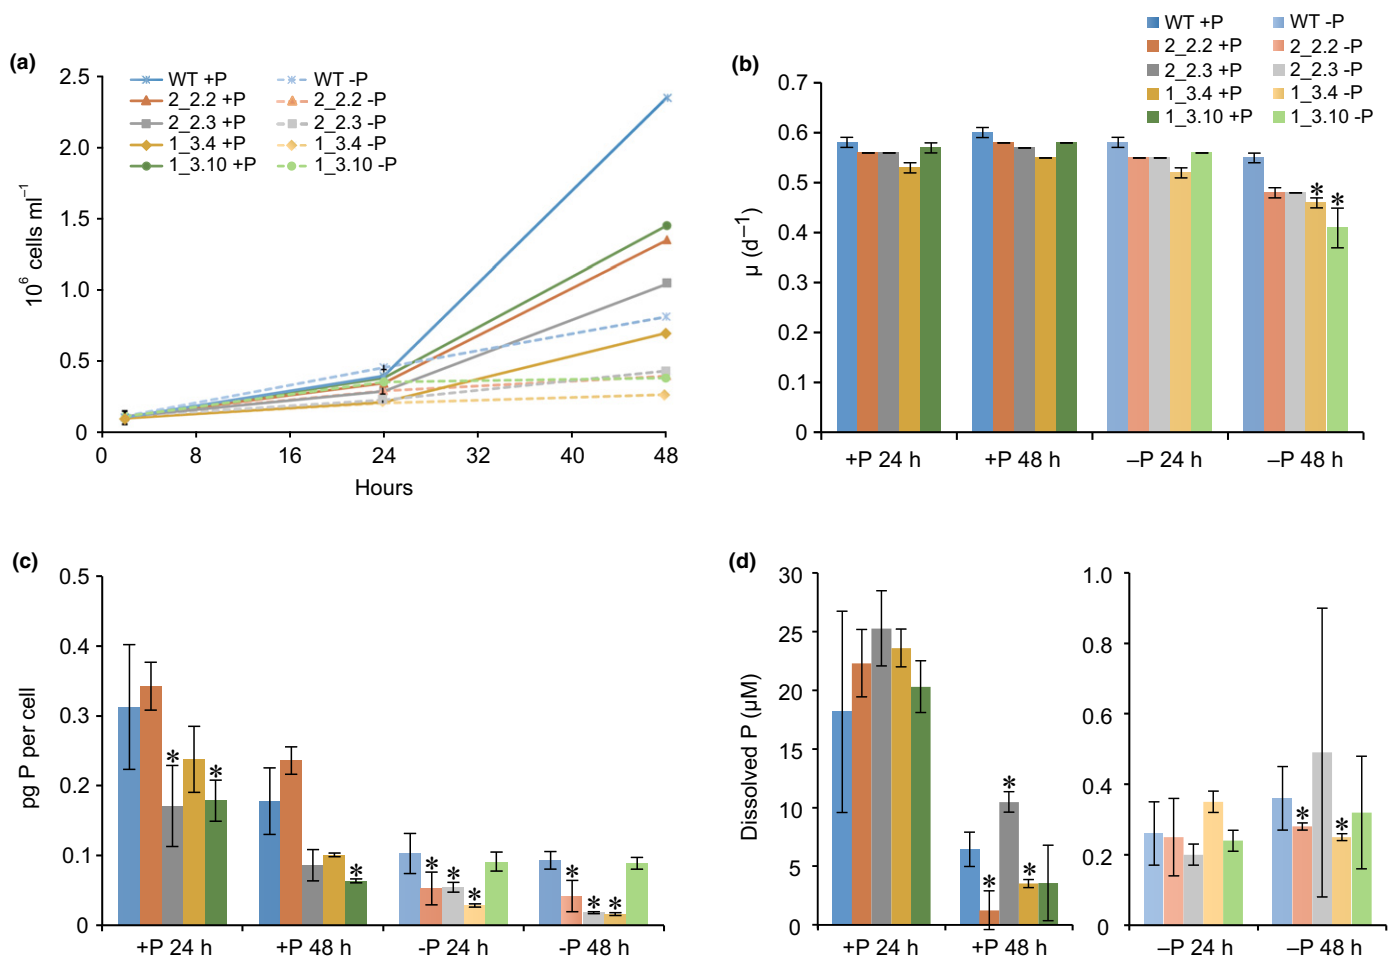 (a)
2.5
2.0
1.5
1.0
0.5
0
10⁶ cells ml⁻¹
WT +P
WT -P
2_2.2 +P
2_2.2 -P
2_2.3 +P
2_2.3 -P
1_3.4 +P
1_3.4 -P
1_3.10 +P
1_3.10 -P
0 8 16 24 32 40 48
Hours
(b)
WT +P
WT -P
2_2.2 +P
2_2.2 -P
2_2.3 +P
2_2.3 -P
1_3.4 +P
1_3.4 -P
1_3.10 +P
1_3.10 -P
0.7
0.6
0.5
0.4
0.3
0.2
0.1
0
µ (d⁻¹)
* *
+P 24 h +P 48 h –P 24 h –P 48 h
(c)
0.5
0.4
0.3
0.2
0.1
0
pg P per cell
* * * * * * * * *
+P 24 h +P 48 h -P 24 h -P 48 h
(d)
30
25
20
15
10
5
0
Dissolved P (µM)
* * *
+P 24 h +P 48 h
1.0
0.8
0.6
0.4
0.2
0
* *
–P 24 h –P 48 h